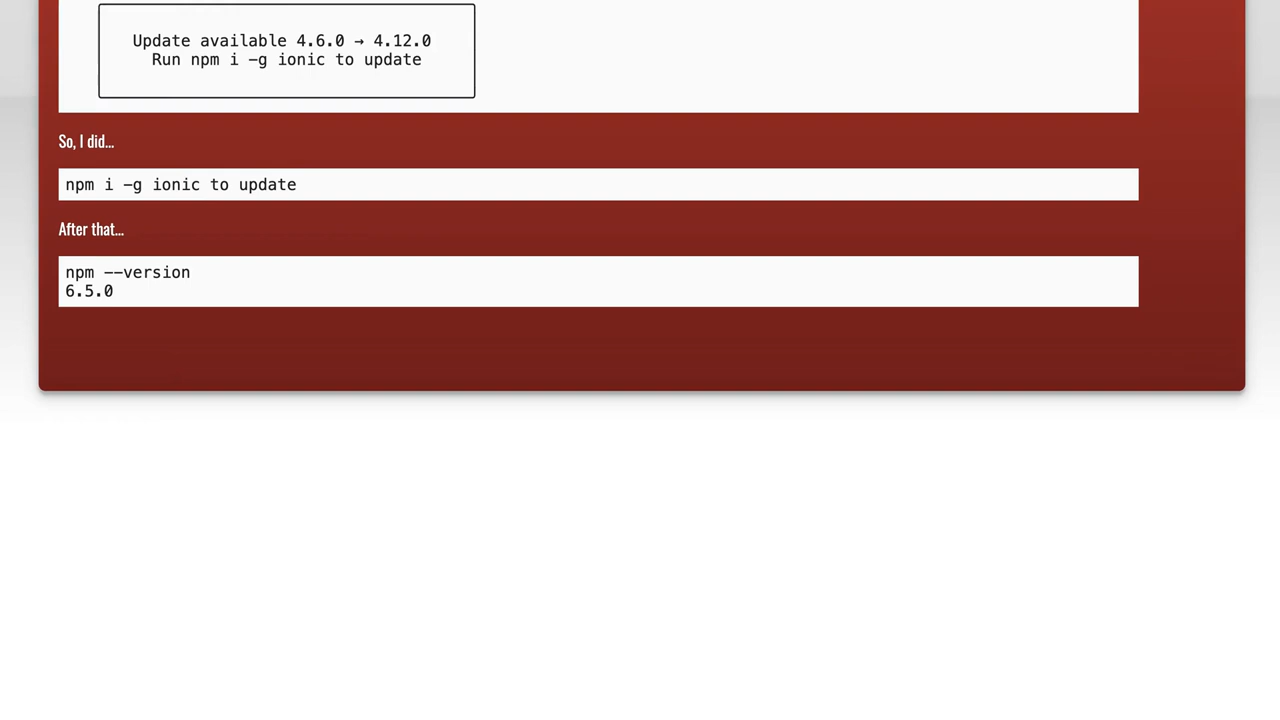 Update available 4.6.0 → 4.12.0
Run npm i -g ionic to update
So, I did...
npm i -g ionic to update
After that...
npm --version
6.5.0